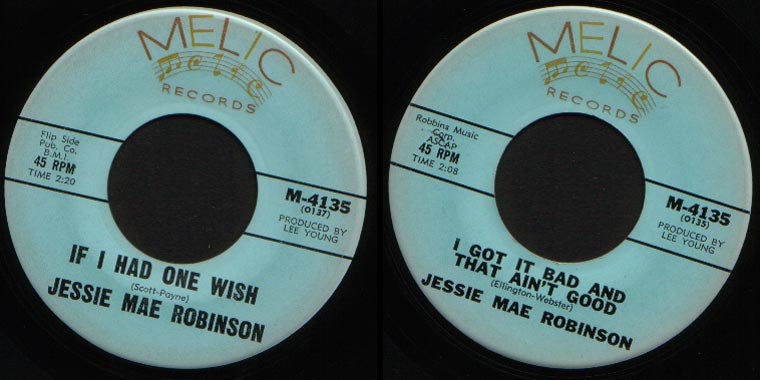 MELIC
RECORDS
Flip Side
Pub. Co.
B.M.I.
45 RPM
TIME 2:20
M-4135
(0137)
PRODUCED BY
LEE YOUNG
IF I HAD ONE WISH
(Scott-Payne)
JESSIE MAE ROBINSON
MELIC
RECORDS
Robbins Music
Corp.
ASCAP
45 RPM
TIME 2:08
M-4135
(0135)
PRODUCED BY
LEE YOUNG
I GOT IT BAD AND
THAT AIN'T GOOD
(Ellington-Webster)
JESSIE MAE ROBINSON